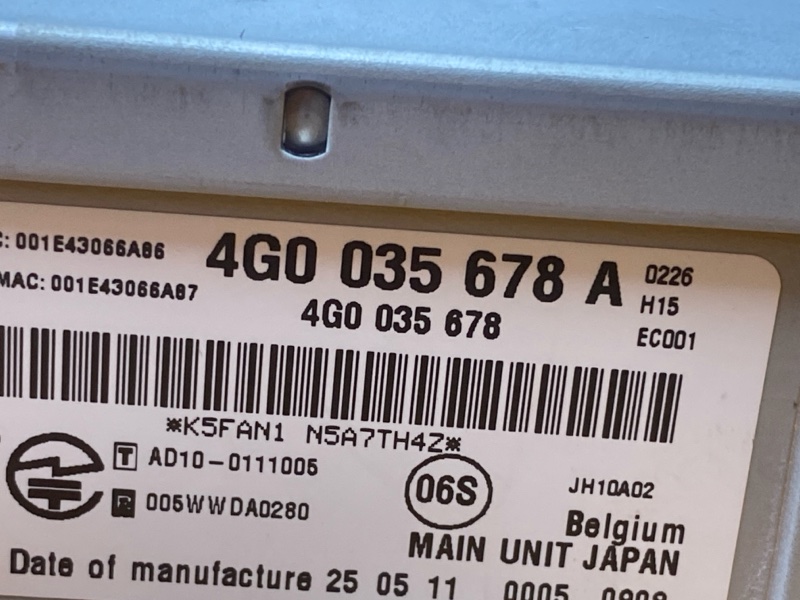 C: 001E43066A86 4G0 035 678 A 0226
MAC: 001E43066A87 4G0 035 678 H15
EC001
*K5FAN1 N5A7TH4Z*
T AD10-0111005
R 005WWDA0280 06S JH10A02
Belgium
MAIN UNIT JAPAN
Date of manufacture 25 05 11 0005